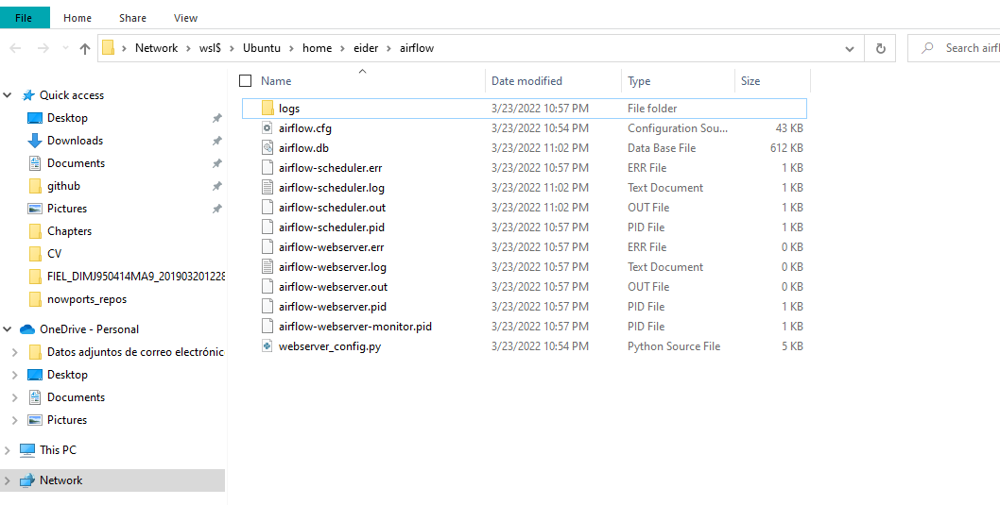 File Home Share View
Network > wsl$ > Ubuntu > home > eider > airflow
Search airfl
Name Date modified Type Size
Quick access
Desktop
Downloads
Documents
github
Pictures
Chapters
CV
FIEL_DIMJ950414MA9_201903201228
nowports_repos
OneDrive - Personal
Datos adjuntos de correo electrónic
Desktop
Documents
Pictures
This PC
Network
logs 3/23/2022 10:57 PM File folder
airflow.cfg 3/23/2022 10:54 PM Configuration Sou... 43 KB
airflow.db 3/23/2022 11:02 PM Data Base File 612 KB
airflow-scheduler.err 3/23/2022 10:57 PM ERR File 1 KB
airflow-scheduler.log 3/23/2022 11:02 PM Text Document 1 KB
airflow-scheduler.out 3/23/2022 11:02 PM OUT File 1 KB
airflow-scheduler.pid 3/23/2022 10:57 PM PID File 1 KB
airflow-webserver.err 3/23/2022 10:57 PM ERR File 0 KB
airflow-webserver.log 3/23/2022 10:57 PM Text Document 0 KB
airflow-webserver.out 3/23/2022 10:57 PM OUT File 0 KB
airflow-webserver.pid 3/23/2022 10:57 PM PID File 1 KB
airflow-webserver-monitor.pid 3/23/2022 10:57 PM PID File 1 KB
webserver_config.py 3/23/2022 10:54 PM Python Source File 5 KB